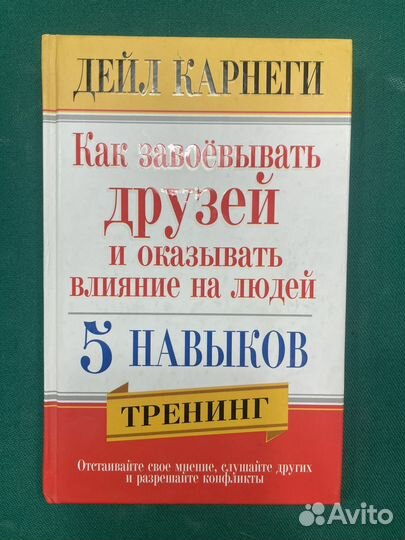 ДЕЙЛ КАРНЕГИ
Как завоёвывать
друзей
и оказывать
влияние на людей
5 НАВЫКОВ
ТРЕНИНГ
Отстаивайте свое мнение, слушайте других
и разрешайте конфликты
Avito